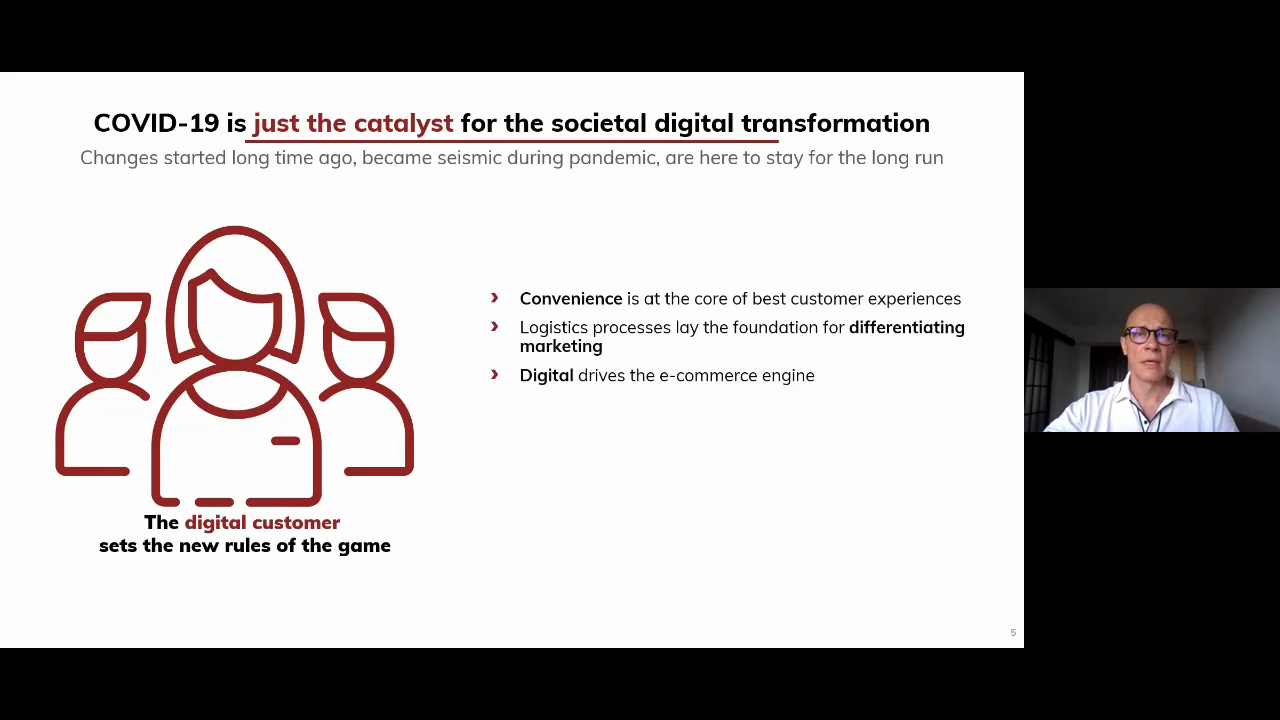 COVID-19 is just the catalyst for the societal digital transformation
Changes started long time ago, became seismic during pandemic, are here to stay for the long run
› Convenience is at the core of best customer experiences
› Logistics processes lay the foundation for differentiating
marketing
› Digital drives the e-commerce engine
The digital customer
sets the new rules of the game
5